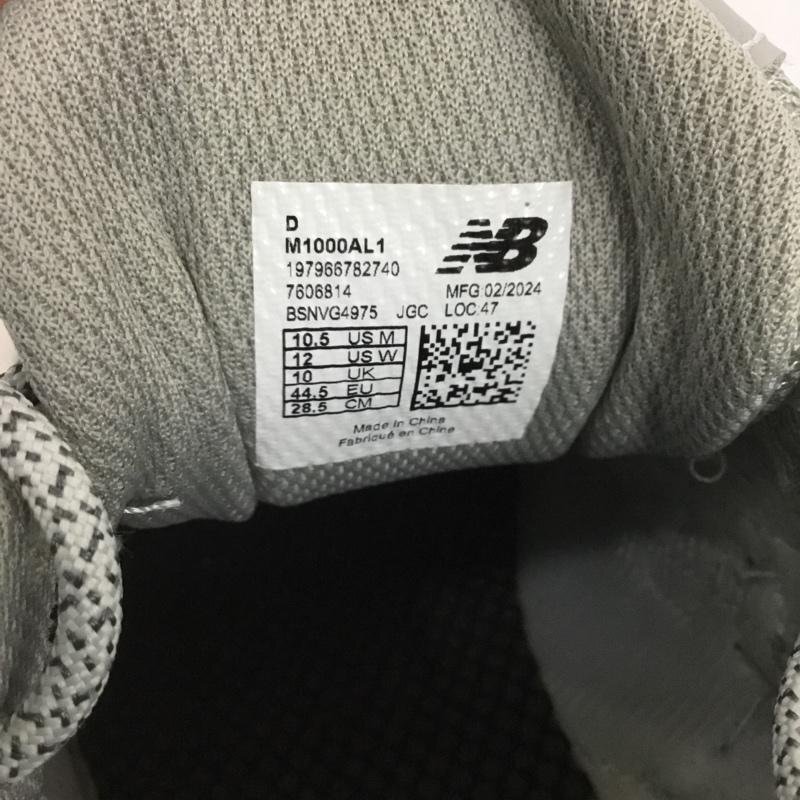 D
M1000AL1
NB
197966782740
7606814 MFG:02/2024
BSNVG4975 JGC LOC:47
10.5 US M
12 US W
10 UK
44.5 EU
28.5 CM
Made in China
Fabriqué en Chine